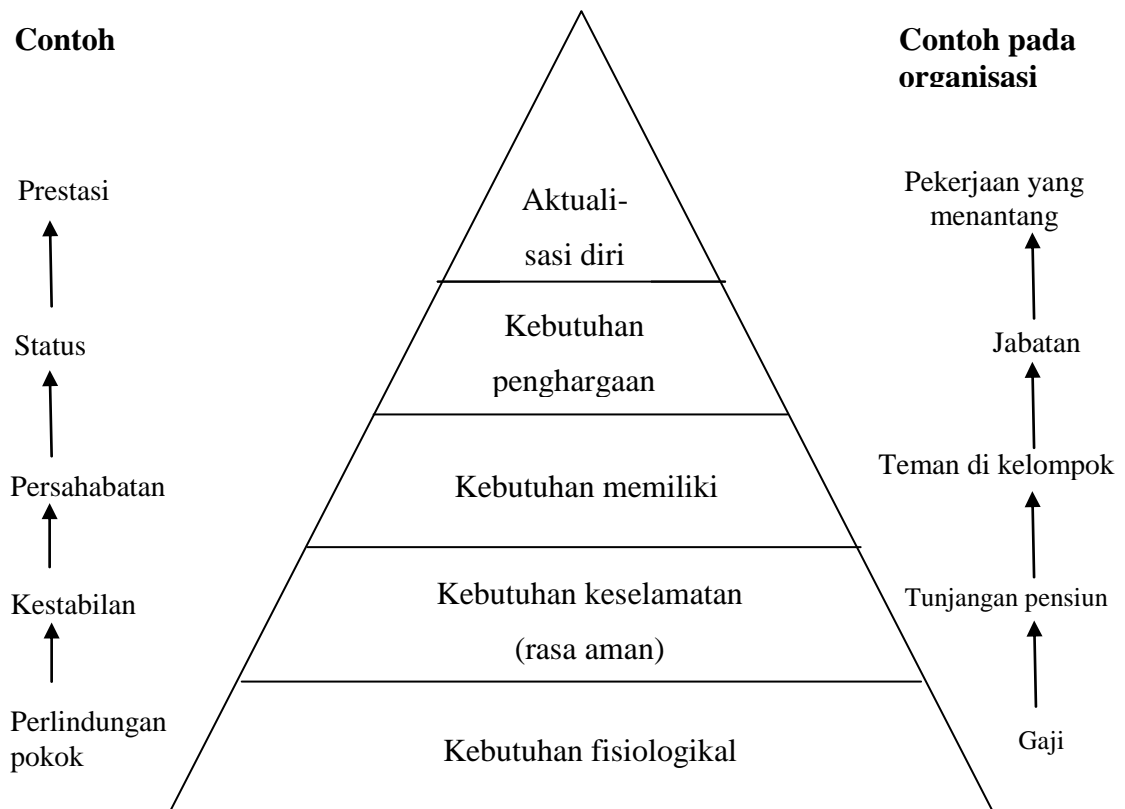 Contoh
Contoh pada
organisasi
Prestasi
Aktuali-
sasi diri
Pekerjaan yang
menantang
Status
Kebutuhan
penghargaan
Jabatan
Persahabatan
Kebutuhan memiliki
Teman di kelompok
Kestabilan
Kebutuhan keselamatan
(rasa aman)
Tunjangan pensiun
Perlindungan
pokok
Kebutuhan fisiologikal
Gaji